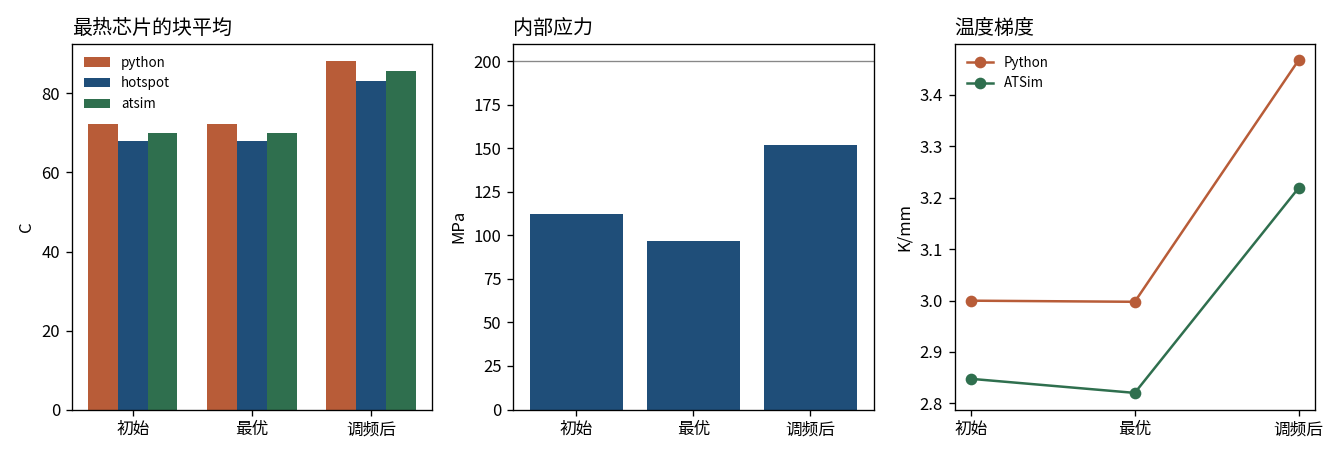 最热芯片的块平均
python
hotspot
atsim
C
80
60
40
20
0
初始
最优
调频后
内部应力
MPa
200
175
150
125
100
75
50
25
0
初始
最优
调频后
温度梯度
Python
ATSim
K/mm
3.4
3.3
3.2
3.1
3.0
2.9
2.8
初始
最优
调频后